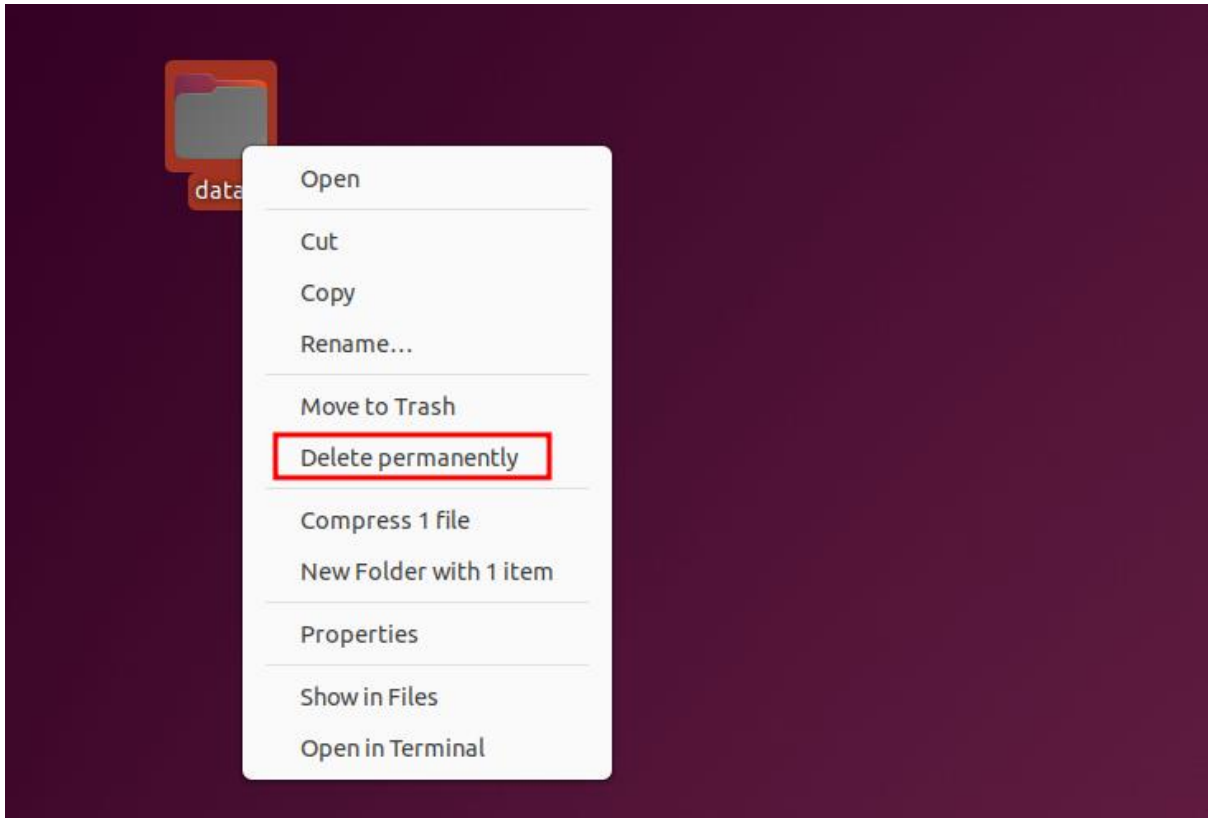 data
Open
Cut
Copy
Rename...
Move to Trash
Delete permanently
Compress 1 file
New Folder with 1 item
Properties
Show in Files
Open in Terminal